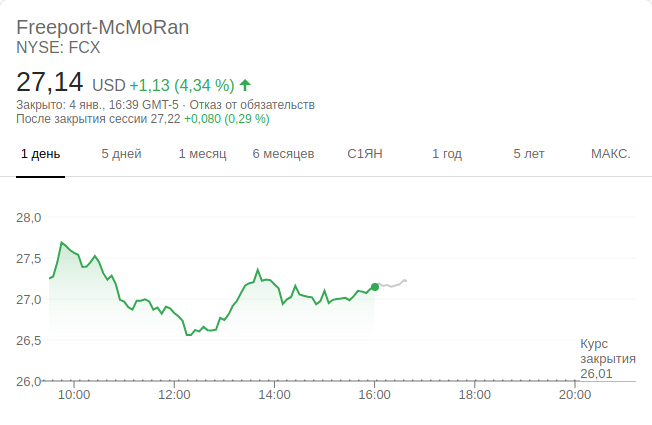 Freeport-McMoRan
NYSE: FCX
27,14 USD +1,13 (4,34 %)
Закрыто: 4 янв., 16:39 GMT-5 · Отказ от обязательств
После закрытия сессии 27,22 +0,080 (0,29 %)
1 день 5 дней 1 месяц 6 месяцев С1ЯН 1 год 5 лет МАКС.
28,0
27,5
27,0
26,5
26,0
Курс
закрытия
26,01
10:00 12:00 14:00 16:00 18:00 20:00